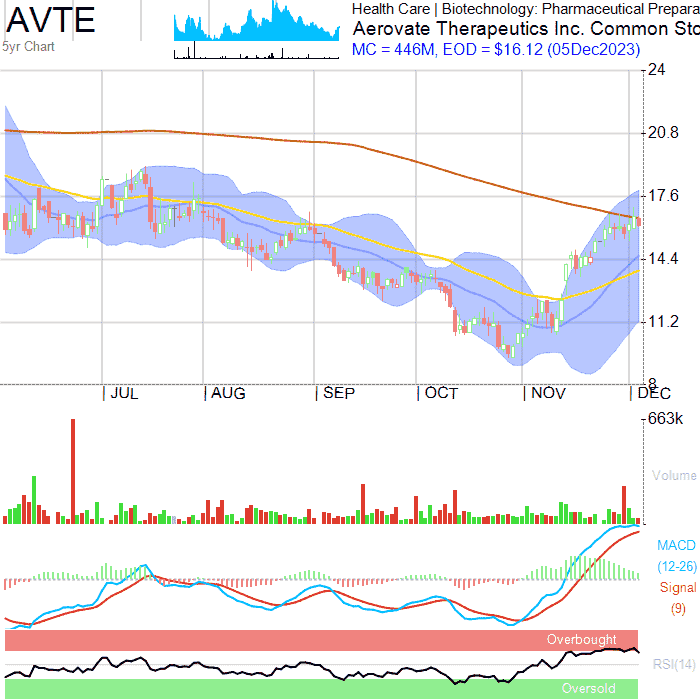 AVTE
5yr Chart
Health Care | Biotechnology: Pharmaceutical Prepara
Aerovate Therapeutics Inc. Common Sto
MC = 446M, EOD = $16.12 (05Dec2023)
24
20.8
17.6
14.4
11.2
8
| JUL | AUG | SEP | OCT | NOV | DEC
663k
Volume
MACD
(12-26)
Signal
(9)
Overbought
RSI(14)
Oversold